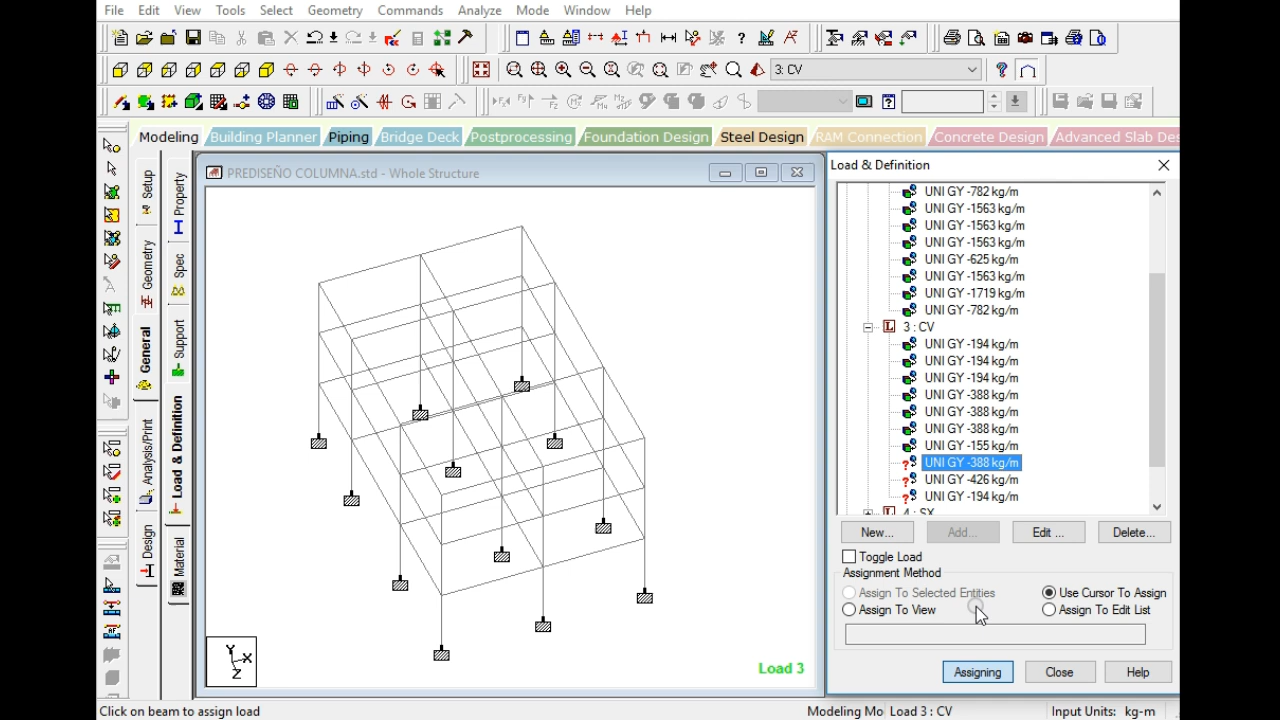 File Edit View Tools Select Geometry Commands Analyze Mode Window Help
3: CV
Modeling Building Planner Piping Bridge Deck Postprocessing Foundation Design Steel Design RAM Connection Concrete Design Advanced Slab Des
PREDISEÑO COLUMNA.std - Whole Structure
Load & Definition
Setup
Geometry
General
Analysis/Print
Design
Property
Spec
Support
Load & Definition
Material
UNI GY -782 kg/m
UNI GY -1563 kg/m
UNI GY -1563 kg/m
UNI GY -1563 kg/m
UNI GY -625 kg/m
UNI GY -1563 kg/m
UNI GY -1719 kg/m
UNI GY -782 kg/m
3 : CV
UNI GY -194 kg/m
UNI GY -194 kg/m
UNI GY -194 kg/m
UNI GY -388 kg/m
UNI GY -388 kg/m
UNI GY -388 kg/m
UNI GY -155 kg/m
UNI GY -388 kg/m
UNI GY -426 kg/m
UNI GY -194 kg/m
4 : SX
New... Add... Edit ... Delete...
Toggle Load
Assignment Method
Assign To Selected Entities Use Cursor To Assign
Assign To View Assign To Edit List
Assigning Close Help
Y
X
Z
Load 3
Click on beam to assign load Modeling Mo Load 3 : CV Input Units: kg-m